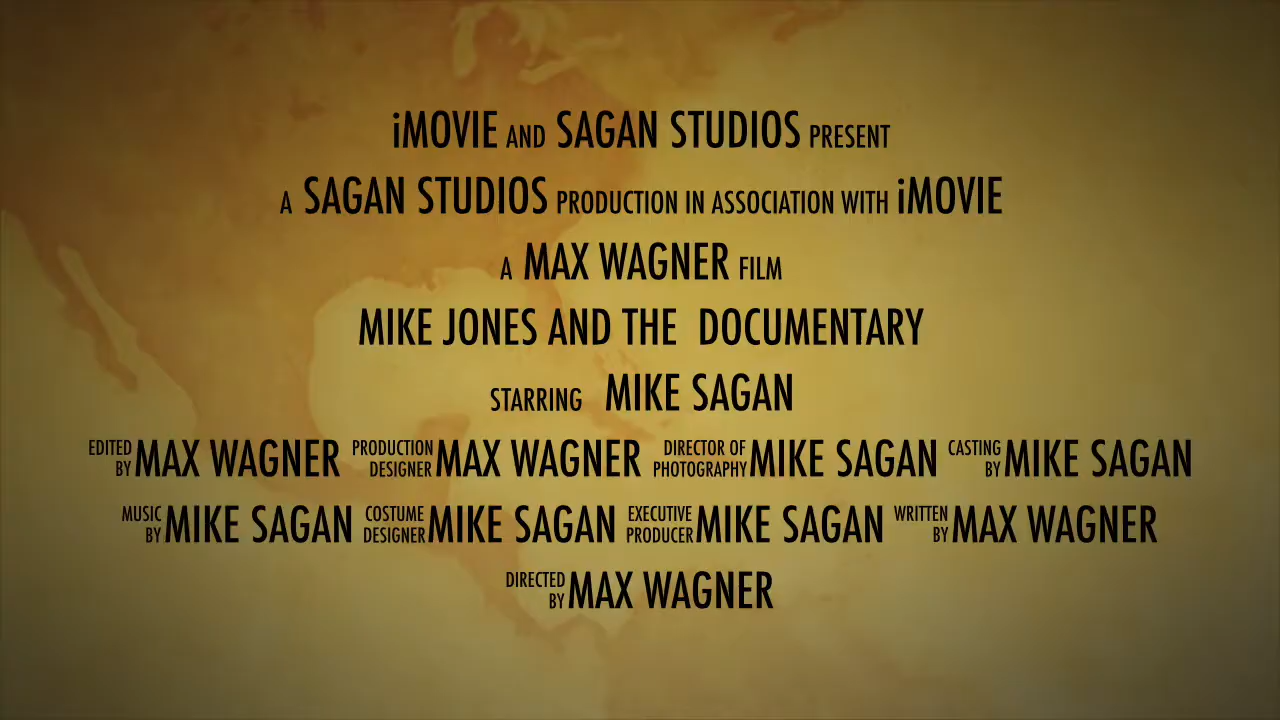 iMOVIE AND SAGAN STUDIOS PRESENT
A SAGAN STUDIOS PRODUCTION IN ASSOCIATION WITH iMOVIE
A MAX WAGNER FILM
MIKE JONES AND THE DOCUMENTARY
STARRING MIKE SAGAN
EDITED BY MAX WAGNER PRODUCTION DESIGNER MAX WAGNER DIRECTOR OF PHOTOGRAPHY MIKE SAGAN CASTING BY MIKE SAGAN
MUSIC BY MIKE SAGAN COSTUME DESIGNER MIKE SAGAN EXECUTIVE PRODUCER MIKE SAGAN WRITTEN BY MAX WAGNER
DIRECTED BY MAX WAGNER